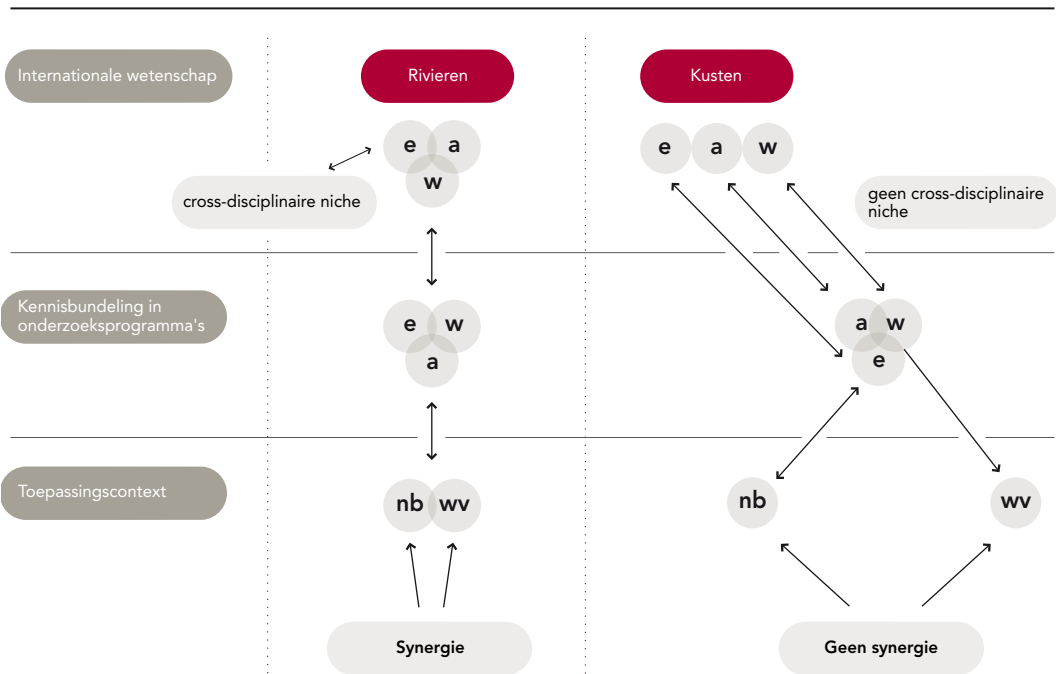 Internationale wetenschap
Rivieren
Kusten
e a
w
e a w
cross-disciplinaire niche
geen cross-disciplinaire
niche
Kennisbundeling in
onderzoeksprogramma's
e w
a
a w
e
Toepassingscontext
nb wv
nb
wv
Synergie
Geen synergie